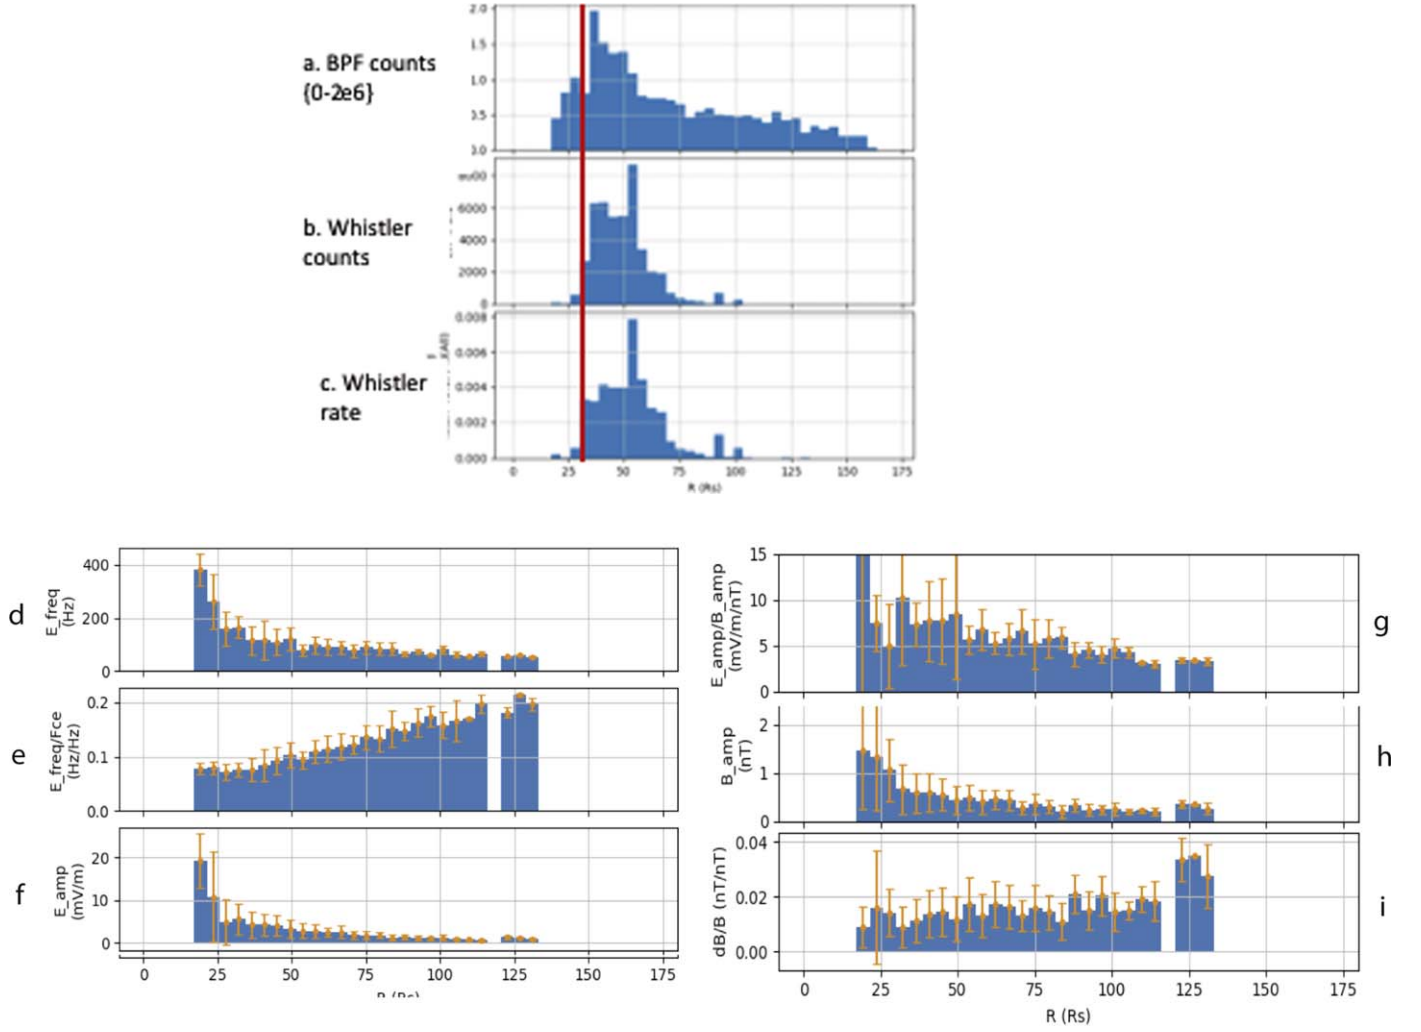 a. BPF counts
{0-2e6}
2.0
1.5
1.0
b. Whistler
counts
6000
4000
2000
0
c. Whistler
rate
0.008
0.006
0.004
0.002
0.000
0 25 50 75 100 125 150 175
R (Rs)
d
E_freq
(Hz)
400
200
0
e
E_freq/Fce
(Hz/Hz)
0.2
0.1
0.0
f
E_amp
(mV/m)
20
10
0
0 25 50 75 100 125 150 175
R (Rs)
g
E_amp/B_amp
(mV/m/nT)
15
10
5
0
h
B_amp
(nT)
2
1
0
i
dB/B (nT/nT)
0.04
0.02
0.00
0 25 50 75 100 125 150 175
R (Rs)